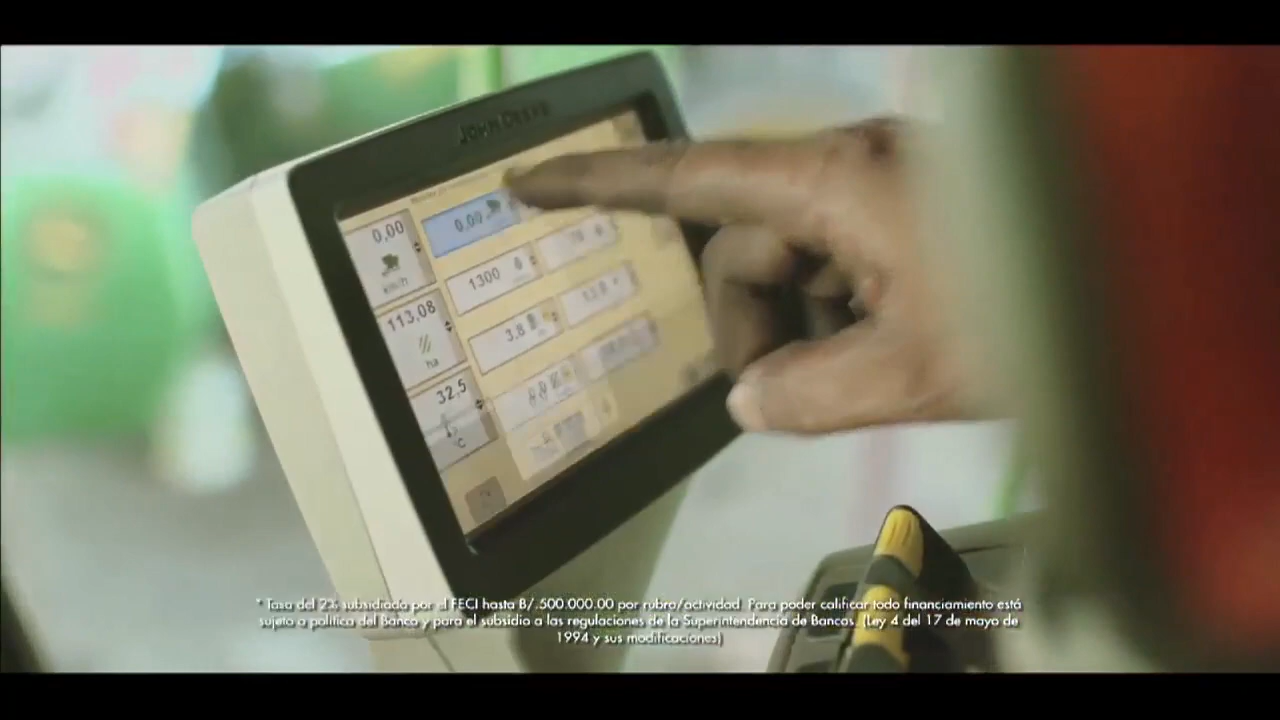 JOHN DEERE
0,00
0,00
km/h
1300
113,08
ha
3,8
32,5
°C
* Tasa del 2% subsidiada por el FECI hasta B/.500.000.00 por rubro/actividad. Para poder calificar todo financiamiento está
sujeto a política del Banco y para el subsidio a las regulaciones de la Superintendencia de Bancos. (Ley 4 del 17 de mayo de
1994 y sus modificaciones)